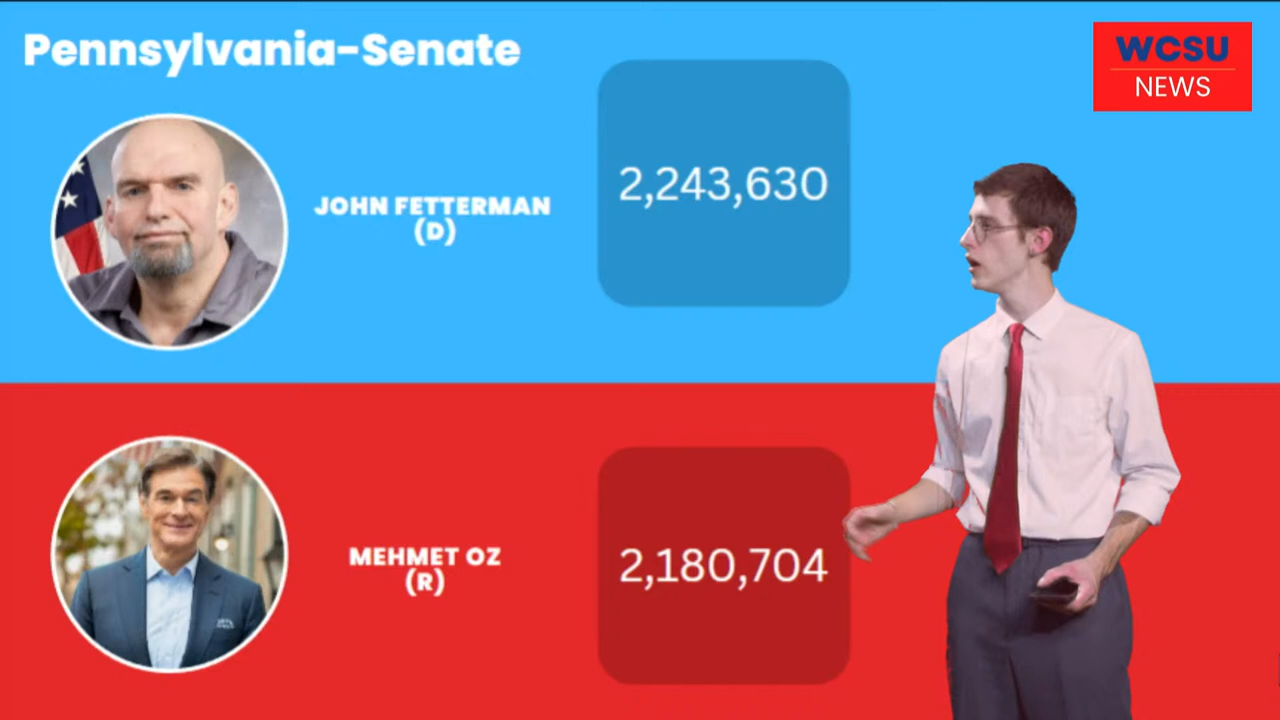 Pennsylvania-Senate
WCSU
NEWS
JOHN FETTERMAN
(D)
2,243,630
MEHMET OZ
(R)
2,180,704